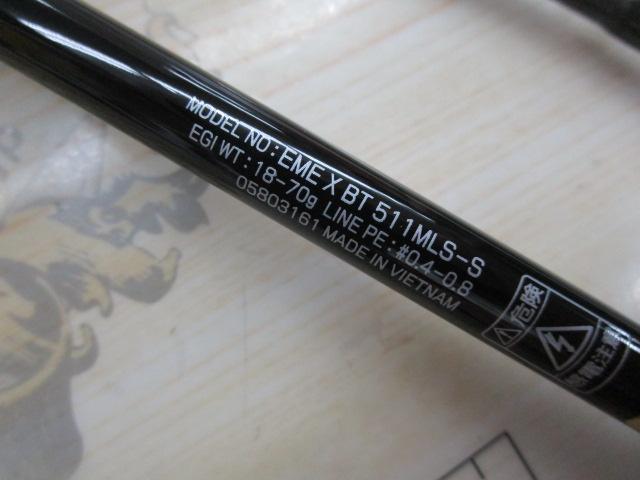 MODEL NO : EME X BT 511MLS-S
EGI WT : 18-70g LINE PE : #0.4-0.8
05803161 MADE IN VIETNAM
危険
感電注意